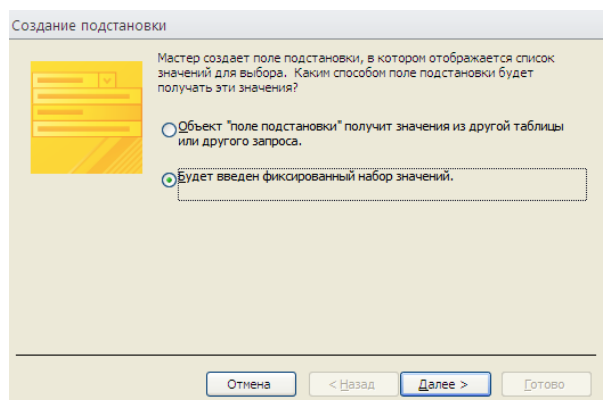 Создание подстановки
Мастер создает поле подстановки, в котором отображается список
значений для выбора. Каким способом поле подстановки будет
получать эти значения?
Объект "поле подстановки" получит значения из другой таблицы
или другого запроса.
Будет введен фиксированный набор значений.
Отмена
< Назад
Далее >
Готово